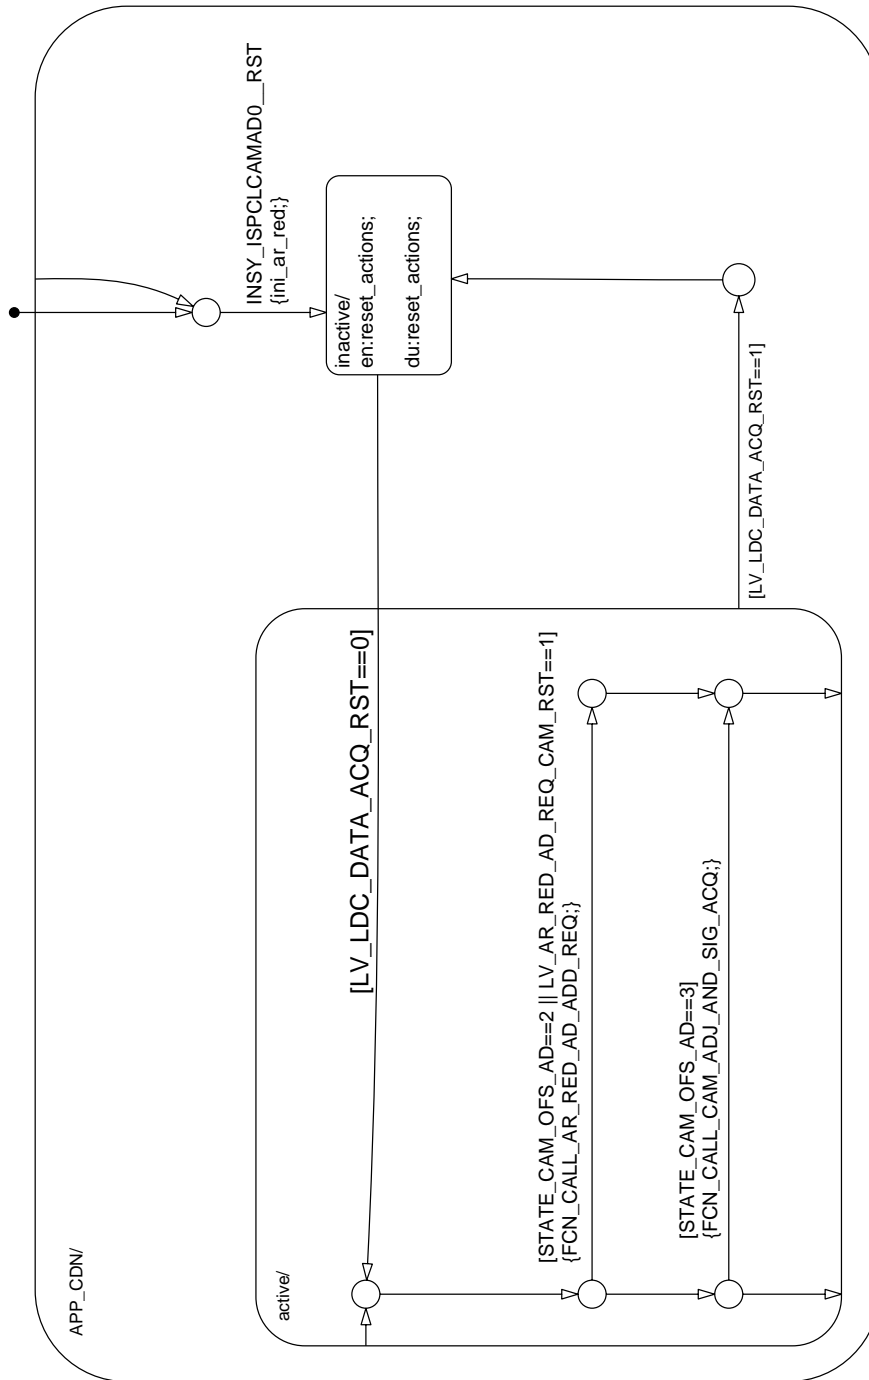 APP_CDN/
INSY_ISPCLCAMAD0__RST
{ini_ar_red;}
inactive/
en:reset_actions;
du:reset_actions;
[LV_LDC_DATA_ACQ_RST==1]
active/
[LV_LDC_DATA_ACQ_RST==0]
[STATE_CAM_OFS_AD==2 || LV_AR_RED_AD_REQ_CAM_RST==1]
{FCN_CALL_AR_RED_AD_ADD_REQ;}
[STATE_CAM_OFS_AD==3]
{FCN_CALL_CAM_ADJ_AND_SIG_ACQ;}